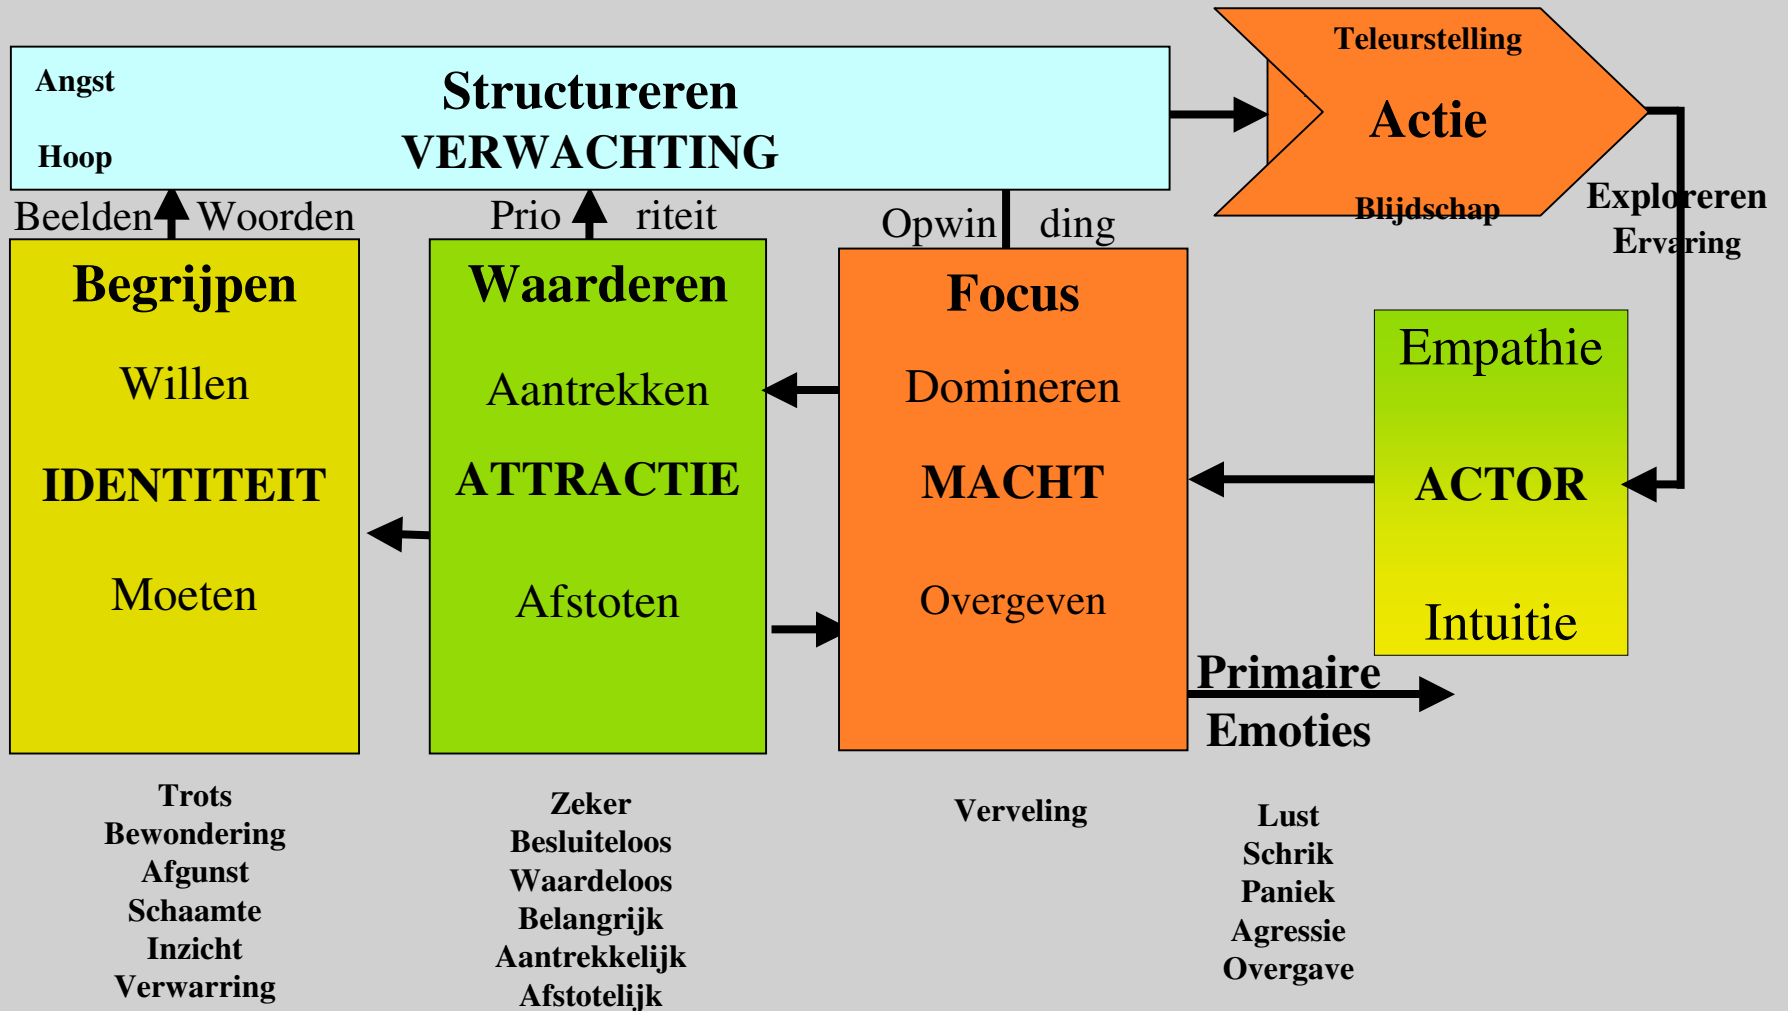 Teleurstelling
Angst
Structureren
Actie
Hoop
VERWACHTING
Blijdschap
Exploreren
Ervaring
Beelden Woorden
Prio riteit
Opwin ding
Begrijpen
Willen
IDENTITEIT
Moeten
Waarderen
Aantrekken
ATTRACTIE
Afstoten
Focus
Domineren
MACHT
Overgeven
Empathie
ACTOR
Intuitie
Primaire
Emoties
Trots
Bewondering
Afgunst
Schaamte
Inzicht
Verwarring
Zeker
Besluiteloos
Waardeloos
Belangrijk
Aantrekkelijk
Afstotelijk
Verveling
Lust
Schrik
Paniek
Agressie
Overgave